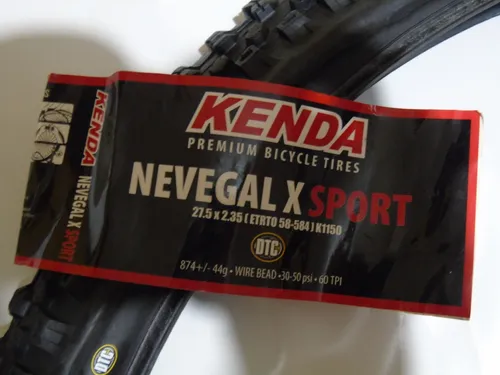 KENDA
PREMIUM BICYCLE TIRES
NEVEGAL X SPORT
27.5 x 2.35 ( ETRTO 58-584 ) K1150
DTC
874+/- 44g • WIRE BEAD •30-50 psi • 60 TPI
KENDA
NEVEGAL X SPORT
DTC